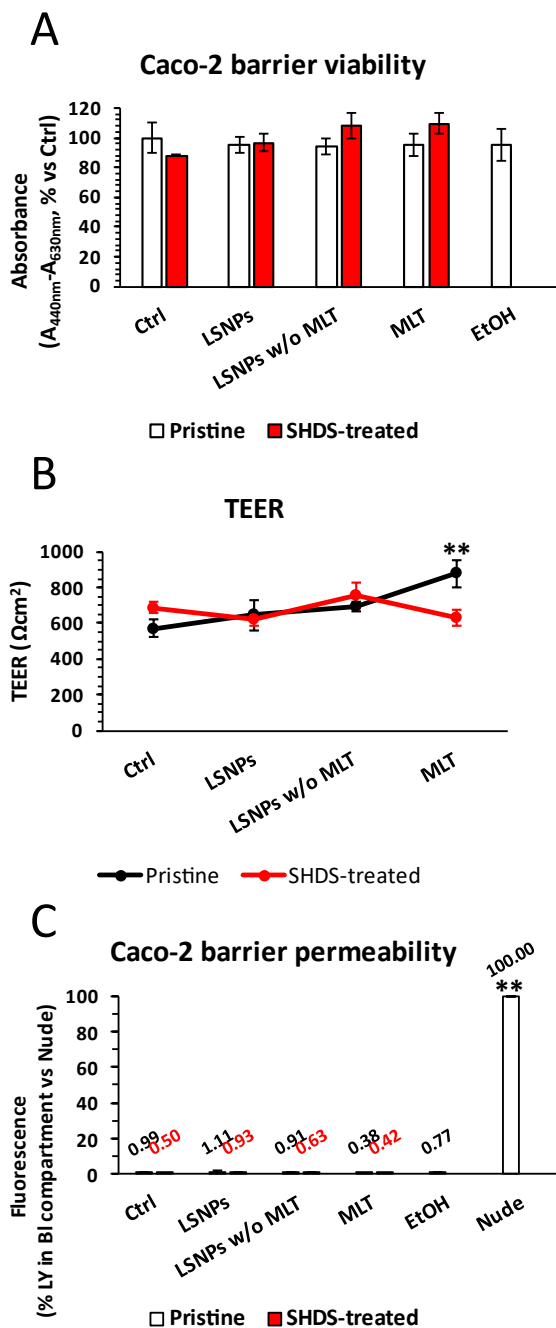 A
Caco-2 barrier viability
Absorbance
(A440nm-A630nm, % vs Ctrl)
120
100
80
60
40
20
0
Ctrl
LSNPs
LSNPs w/o MLT
MLT
EtOH
Pristine
SHDS-treated
B
TEER
TEER (Ωcm²)
1000
800
600
400
200
0
**
Ctrl
LSNPs
LSNPs w/o MLT
MLT
Pristine
SHDS-treated
C
Caco-2 barrier permeability
Fluorescence
(% LY in Bl compartment vs Nude)
100
80
60
40
20
0
0.99
0.50
1.11
0.93
0.91
0.63
0.38
0.42
0.77
100.00
**
Ctrl
LSNPs
LSNPs w/o MLT
MLT
EtOH
Nude
Pristine
SHDS-treated